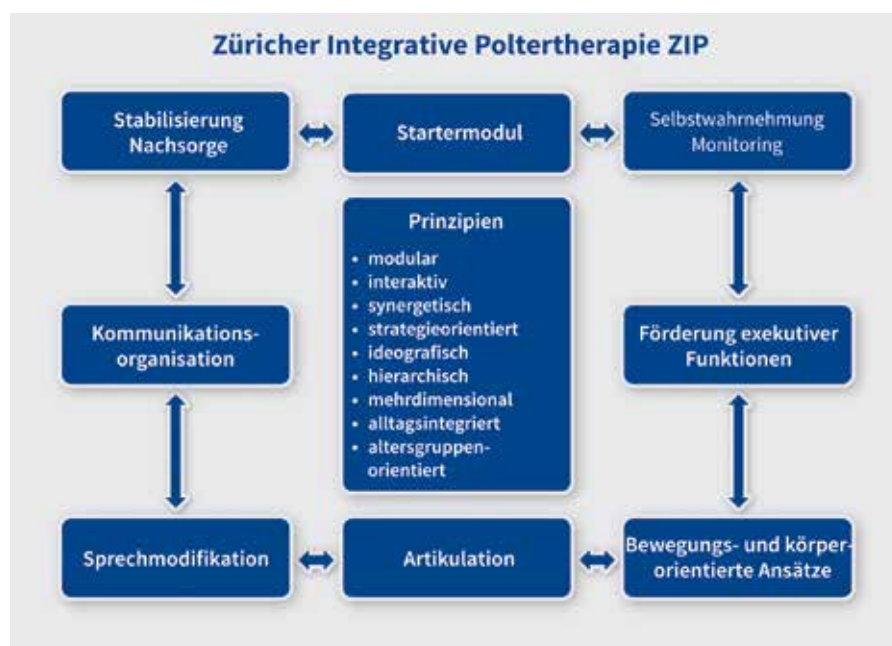 Züricher Integrative Poltertherapie ZIP
Stabilisierung
Nachsorge
Startermodul
Selbstwahrnehmung
Monitoring
Prinzipien
• modular
• interaktiv
• synergetisch
• strategieorientiert
• ideografisch
• hierarchisch
• mehrdimensional
• alltagsintegriert
• altersgruppen-
orientiert
Kommunikations-
organisation
Förderung exekutiver
Funktionen
Sprechmodifikation
Artikulation
Bewegungs- und körper-
orientierte Ansätze